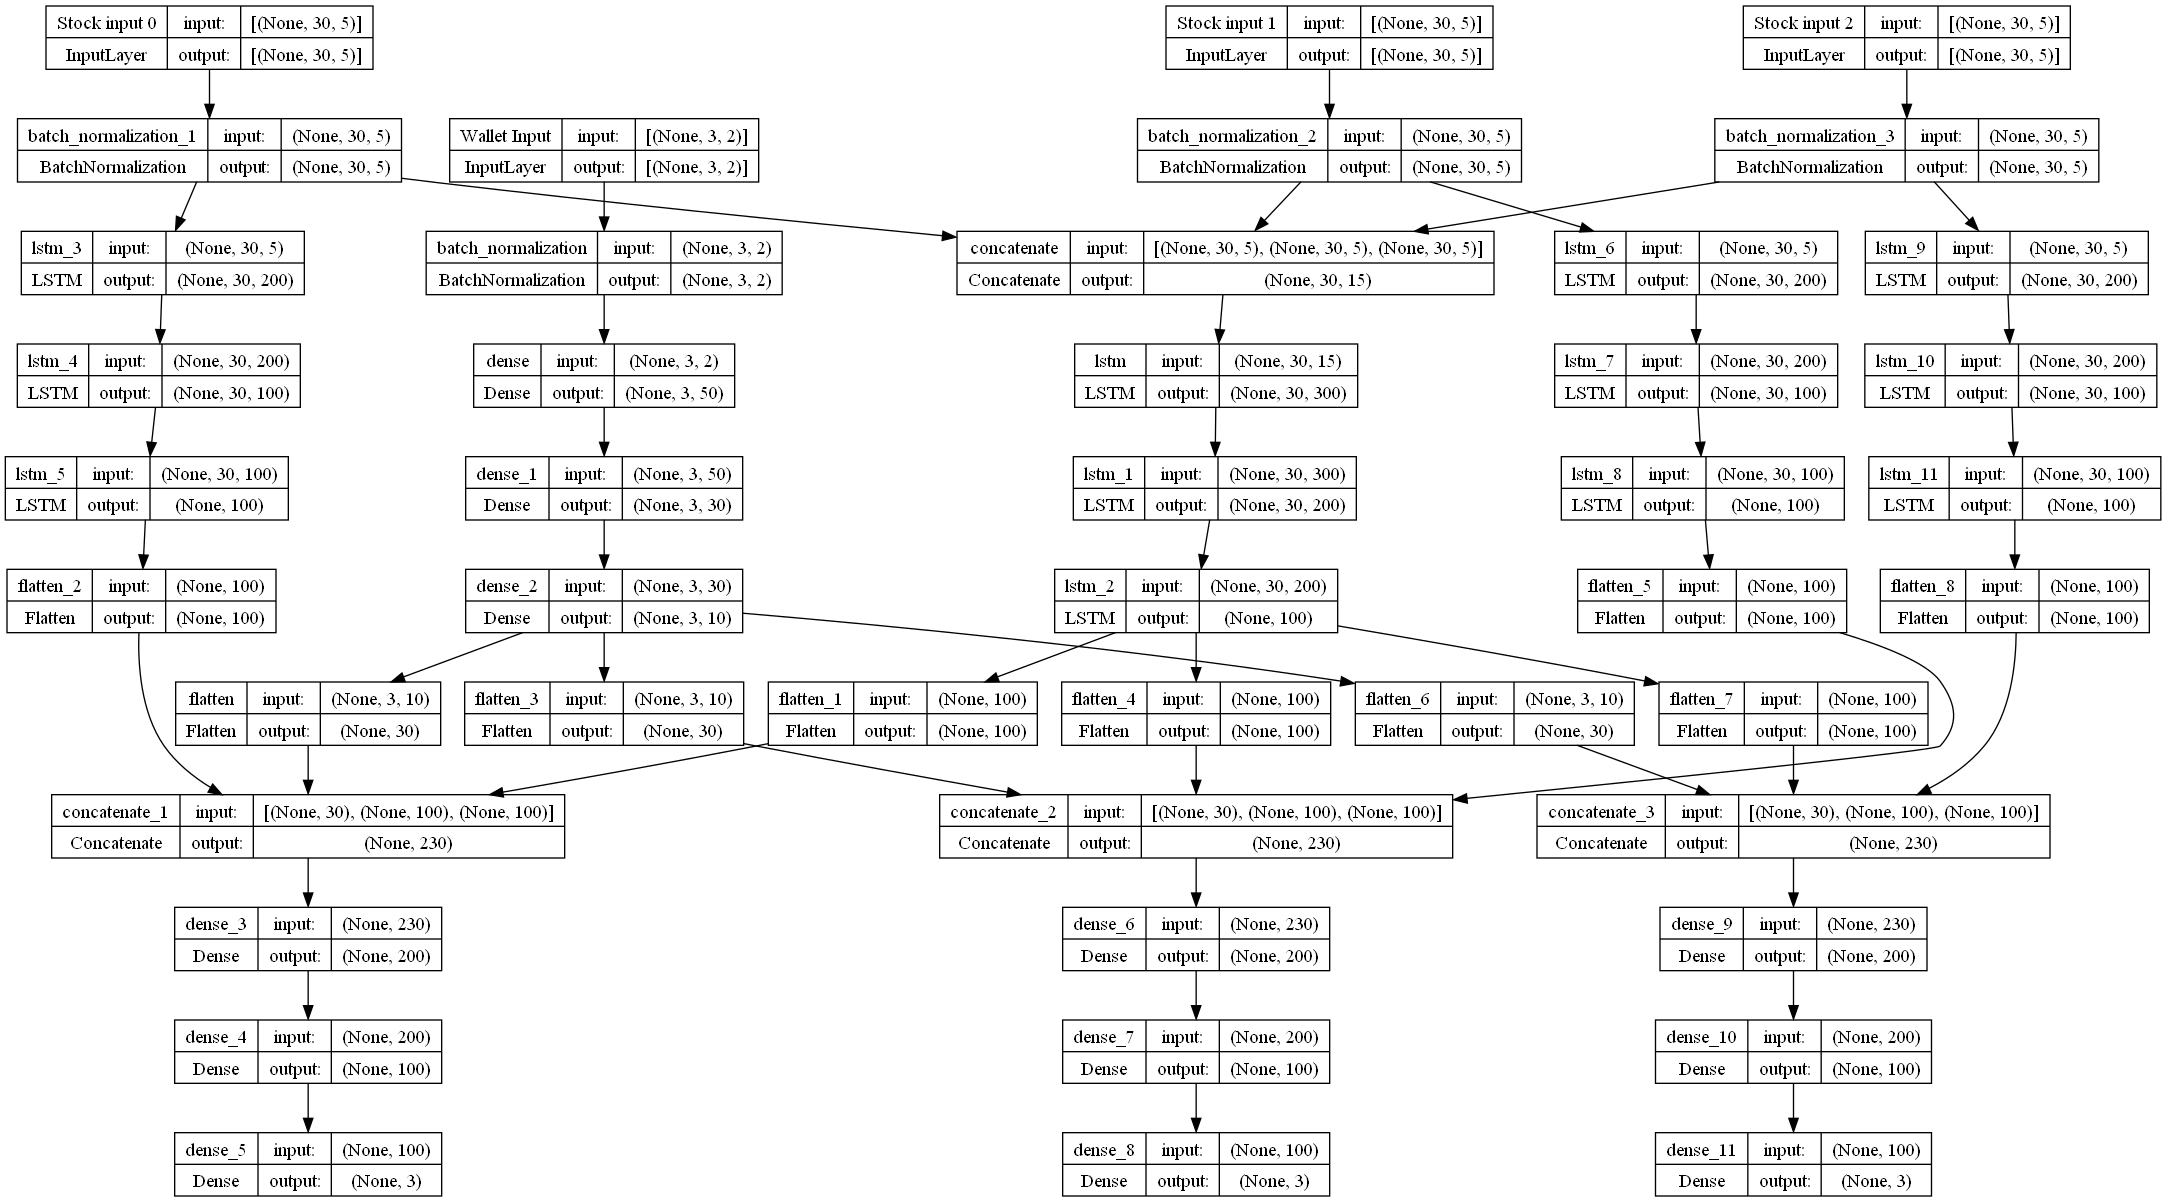 Stock input 0 input: [(None, 30, 5)]
InputLayer output: [(None, 30, 5)]
Stock input 1 input: [(None, 30, 5)]
InputLayer output: [(None, 30, 5)]
Stock input 2 input: [(None, 30, 5)]
InputLayer output: [(None, 30, 5)]
batch_normalization_1 input: (None, 30, 5)
BatchNormalization output: (None, 30, 5)
Wallet Input input: [(None, 3, 2)]
InputLayer output: [(None, 3, 2)]
batch_normalization_2 input: (None, 30, 5)
BatchNormalization output: (None, 30, 5)
batch_normalization_3 input: (None, 30, 5)
BatchNormalization output: (None, 30, 5)
lstm_3 input: (None, 30, 5)
LSTM output: (None, 30, 200)
batch_normalization input: (None, 3, 2)
BatchNormalization output: (None, 3, 2)
concatenate input: [(None, 30, 5), (None, 30, 5), (None, 30, 5)]
Concatenate output: (None, 30, 15)
lstm_6 input: (None, 30, 5)
LSTM output: (None, 30, 200)
lstm_9 input: (None, 30, 5)
LSTM output: (None, 30, 200)
lstm_4 input: (None, 30, 200)
LSTM output: (None, 30, 100)
dense input: (None, 3, 2)
Dense output: (None, 3, 50)
lstm input: (None, 30, 15)
LSTM output: (None, 30, 300)
lstm_7 input: (None, 30, 200)
LSTM output: (None, 30, 100)
lstm_10 input: (None, 30, 200)
LSTM output: (None, 30, 100)
lstm_5 input: (None, 30, 100)
LSTM output: (None, 100)
dense_1 input: (None, 3, 50)
Dense output: (None, 3, 30)
lstm_1 input: (None, 30, 300)
LSTM output: (None, 30, 200)
lstm_8 input: (None, 30, 100)
LSTM output: (None, 100)
lstm_11 input: (None, 30, 100)
LSTM output: (None, 100)
flatten_2 input: (None, 100)
Flatten output: (None, 100)
dense_2 input: (None, 3, 30)
Dense output: (None, 3, 10)
lstm_2 input: (None, 30, 200)
LSTM output: (None, 100)
flatten_5 input: (None, 100)
Flatten output: (None, 100)
flatten_8 input: (None, 100)
Flatten output: (None, 100)
flatten input: (None, 3, 10)
Flatten output: (None, 30)
flatten_3 input: (None, 3, 10)
Flatten output: (None, 30)
flatten_1 input: (None, 100)
Flatten output: (None, 100)
flatten_4 input: (None, 100)
Flatten output: (None, 100)
flatten_6 input: (None, 3, 10)
Flatten output: (None, 30)
flatten_7 input: (None, 100)
Flatten output: (None, 100)
concatenate_1 input: [(None, 30), (None, 100), (None, 100)]
Concatenate output: (None, 230)
concatenate_2 input: [(None, 30), (None, 100), (None, 100)]
Concatenate output: (None, 230)
concatenate_3 input: [(None, 30), (None, 100), (None, 100)]
Concatenate output: (None, 230)
dense_3 input: (None, 230)
Dense output: (None, 200)
dense_6 input: (None, 230)
Dense output: (None, 200)
dense_9 input: (None, 230)
Dense output: (None, 200)
dense_4 input: (None, 200)
Dense output: (None, 100)
dense_7 input: (None, 200)
Dense output: (None, 100)
dense_10 input: (None, 200)
Dense output: (None, 100)
dense_5 input: (None, 100)
Dense output: (None, 3)
dense_8 input: (None, 100)
Dense output: (None, 3)
dense_11 input: (None, 100)
Dense output: (None, 3)